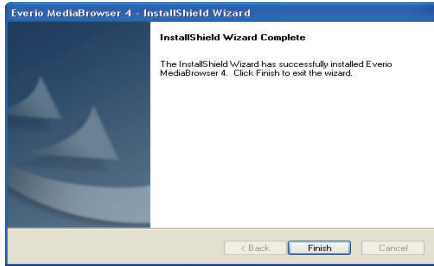 Everio MediaBrowser 4 - InstallShield Wizard
InstallShield Wizard Complete
The InstallShield Wizard has successfully installed Everio
MediaBrowser 4. Click Finish to exit the wizard.
< Back Finish Cancel